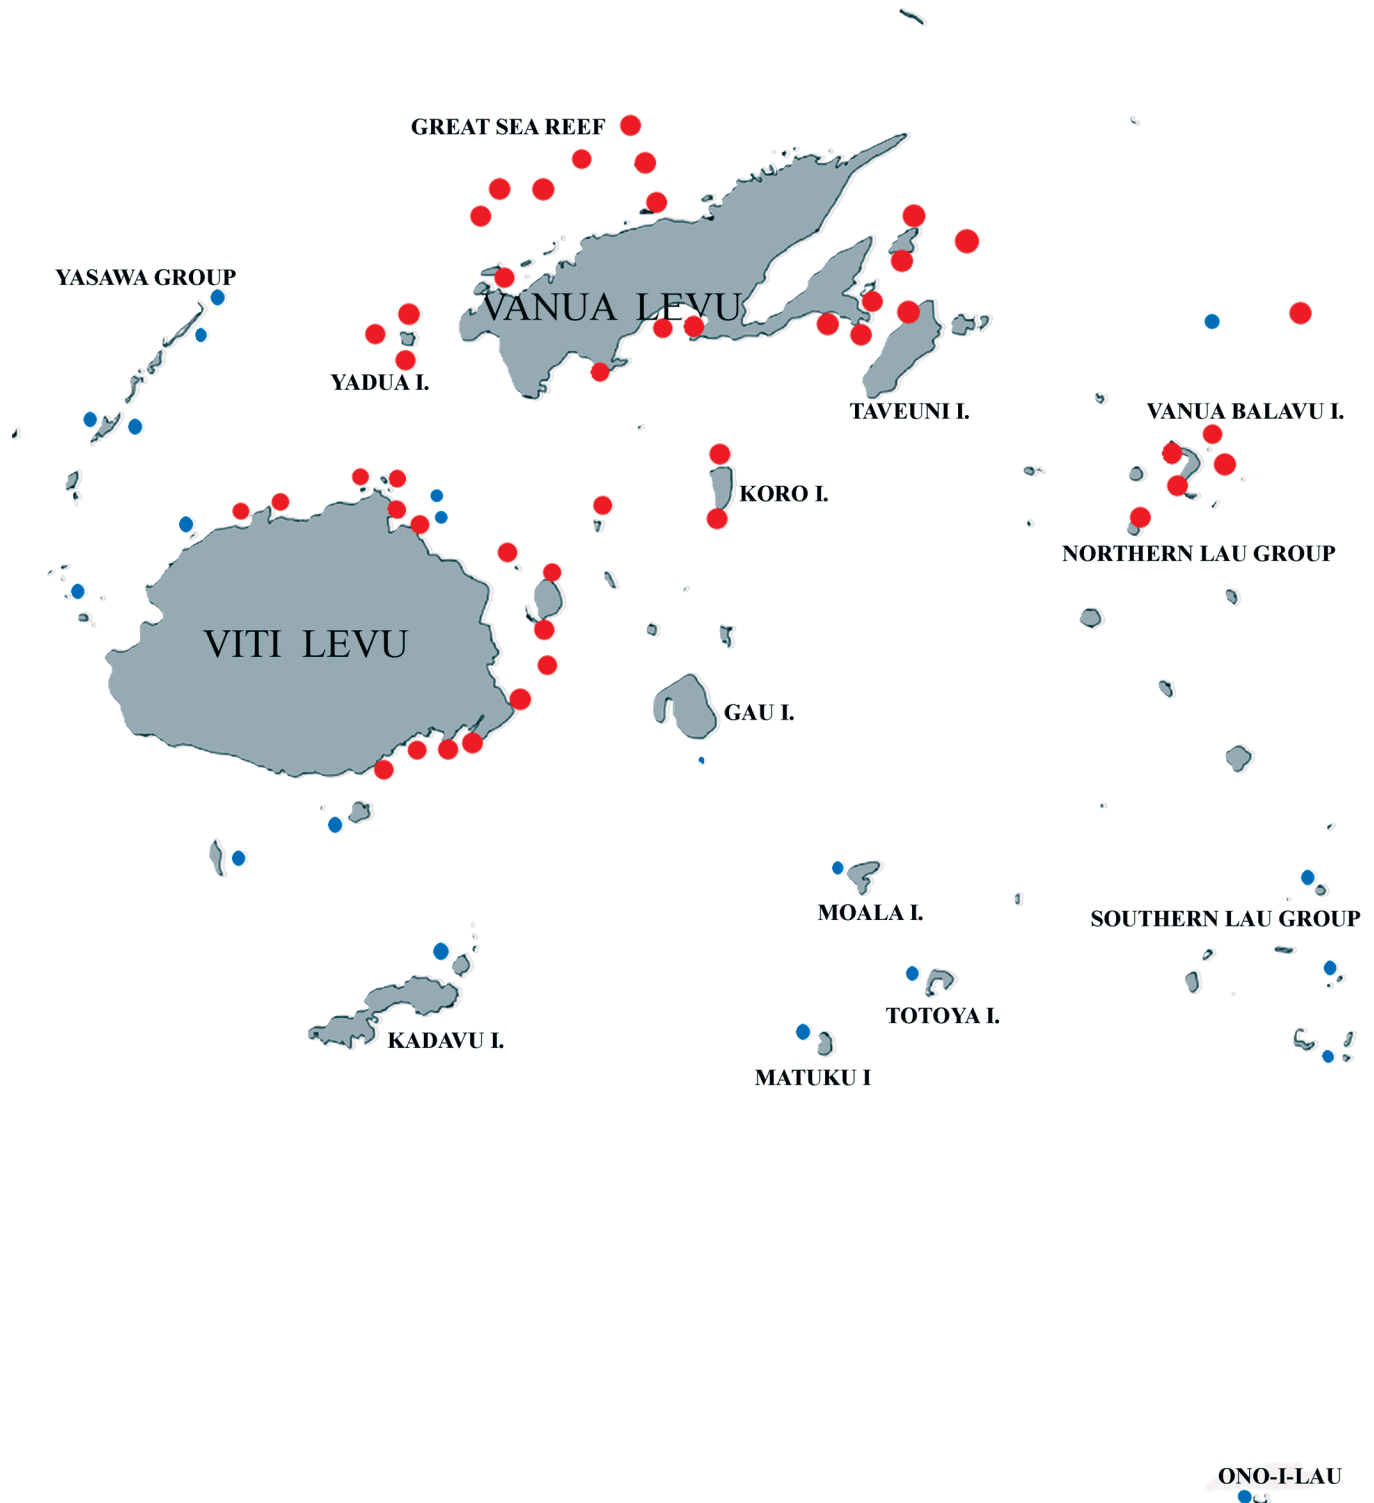 GREAT SEA REEF
YASAWA GROUP
VANUA LEVU
YADUA I.
TAVEUNI I.
VANUA BALAVU I.
KORO I.
NORTHERN LAU GROUP
VITI LEVU
GAU I.
MOALA I.
SOUTHERN LAU GROUP
TOTOYA I.
KADAVU I.
MATUKU I
ONO-I-LAU